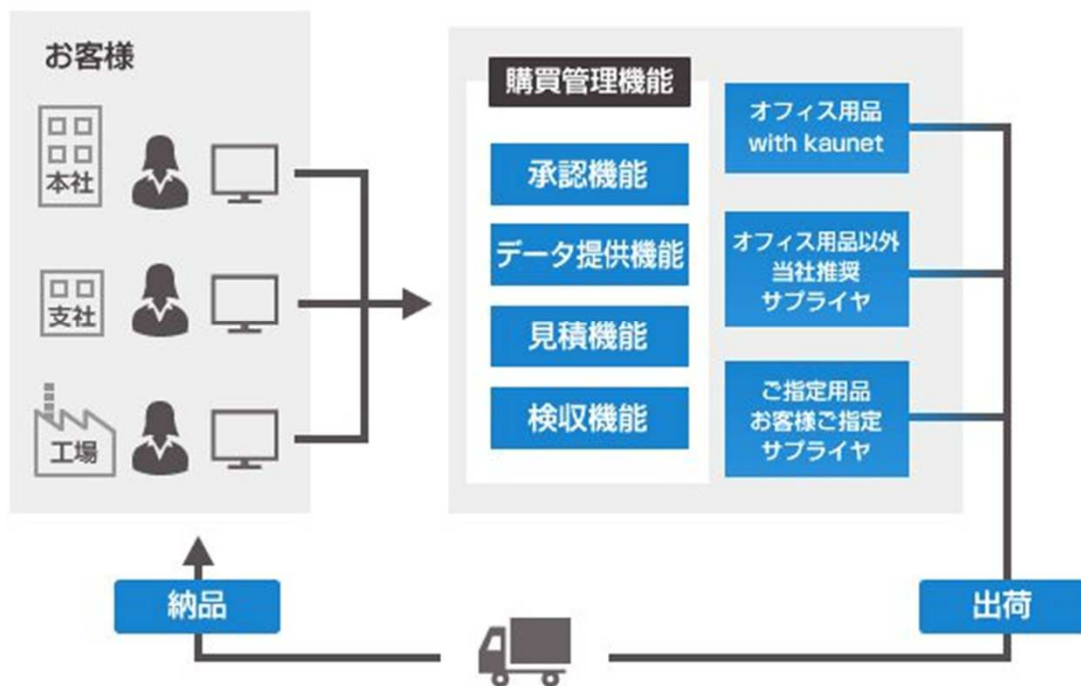 お客様
本社
支社
工場
購買管理機能
承認機能
データ提供機能
見積機能
検収機能
オフィス用品
with kaunet
オフィス用品以外
当社推奨
サプライヤ
ご指定用品
お客様ご指定
サプライヤ
納品
出荷